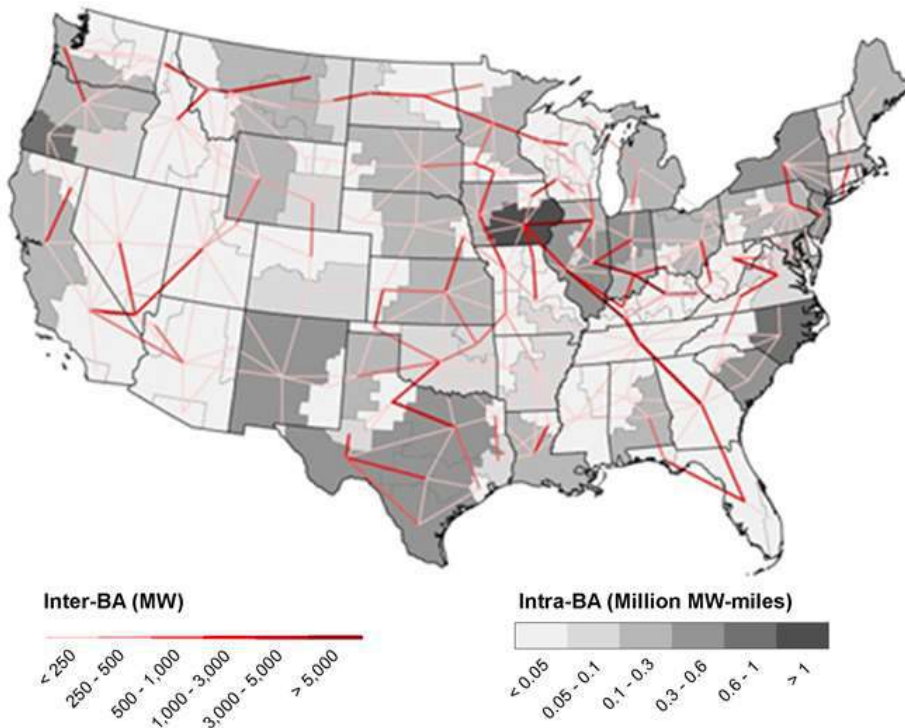 Inter-BA (MW)
< 250
250 - 500
500 - 1,000
1,000 - 3,000
3,000 - 5,000
> 5,000
Intra-BA (Million MW-miles)
< 0.05
0.05 - 0.1
0.1 - 0.3
0.3 - 0.6
0.6 - 1
> 1